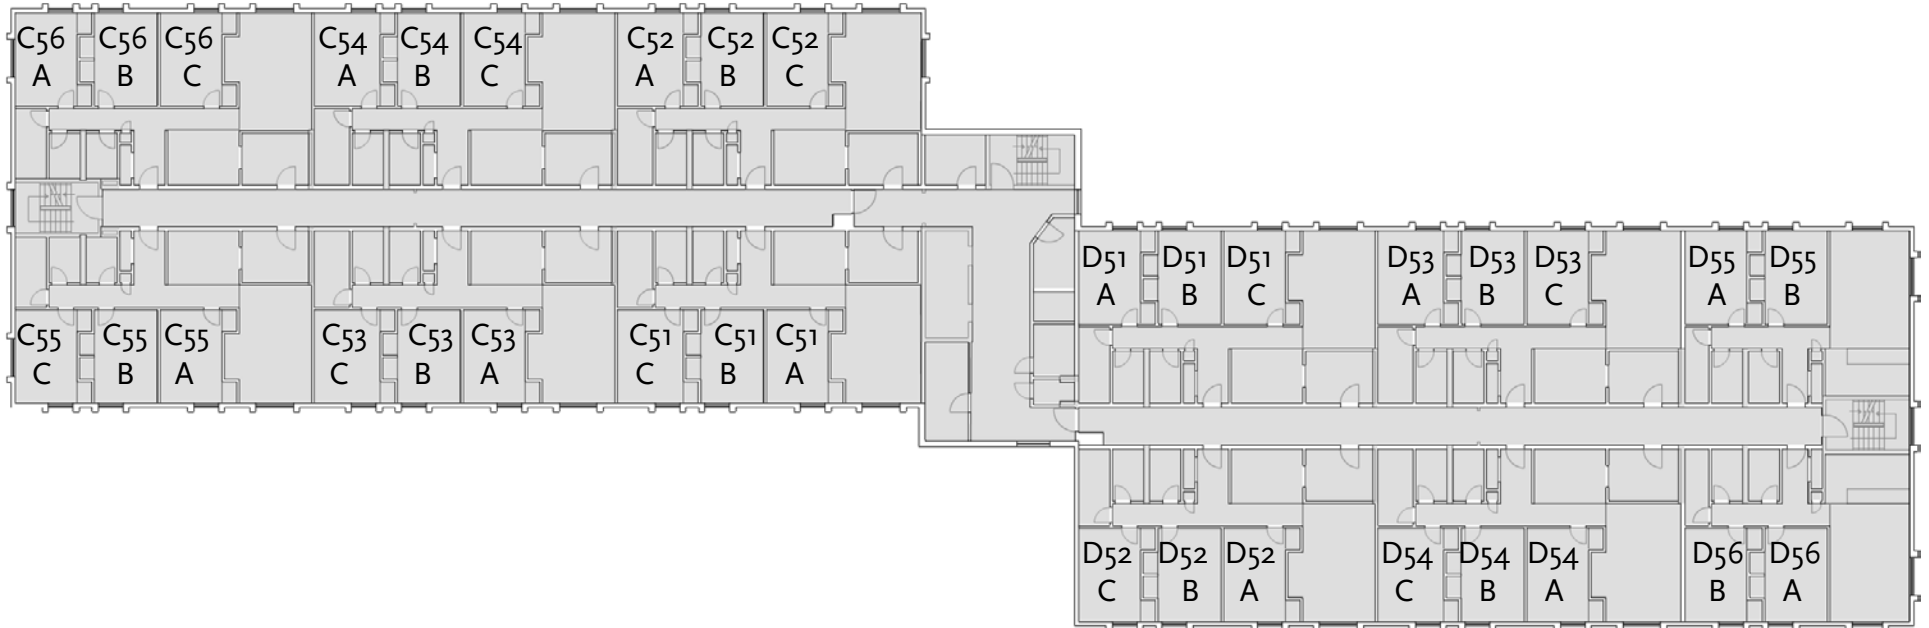 C56 C56 C56 C54 C54 C54 C52 C52 C52
A B C A B C A B C
D51 D51 D51 D53 D53 D53 D55 D55
A B C A B C A B
C55 C55 C55 C53 C53 C53 C51 C51 C51
C B A C B A C B A
D52 D52 D52 D54 D54 D54 D56 D56
C B A C B A B A